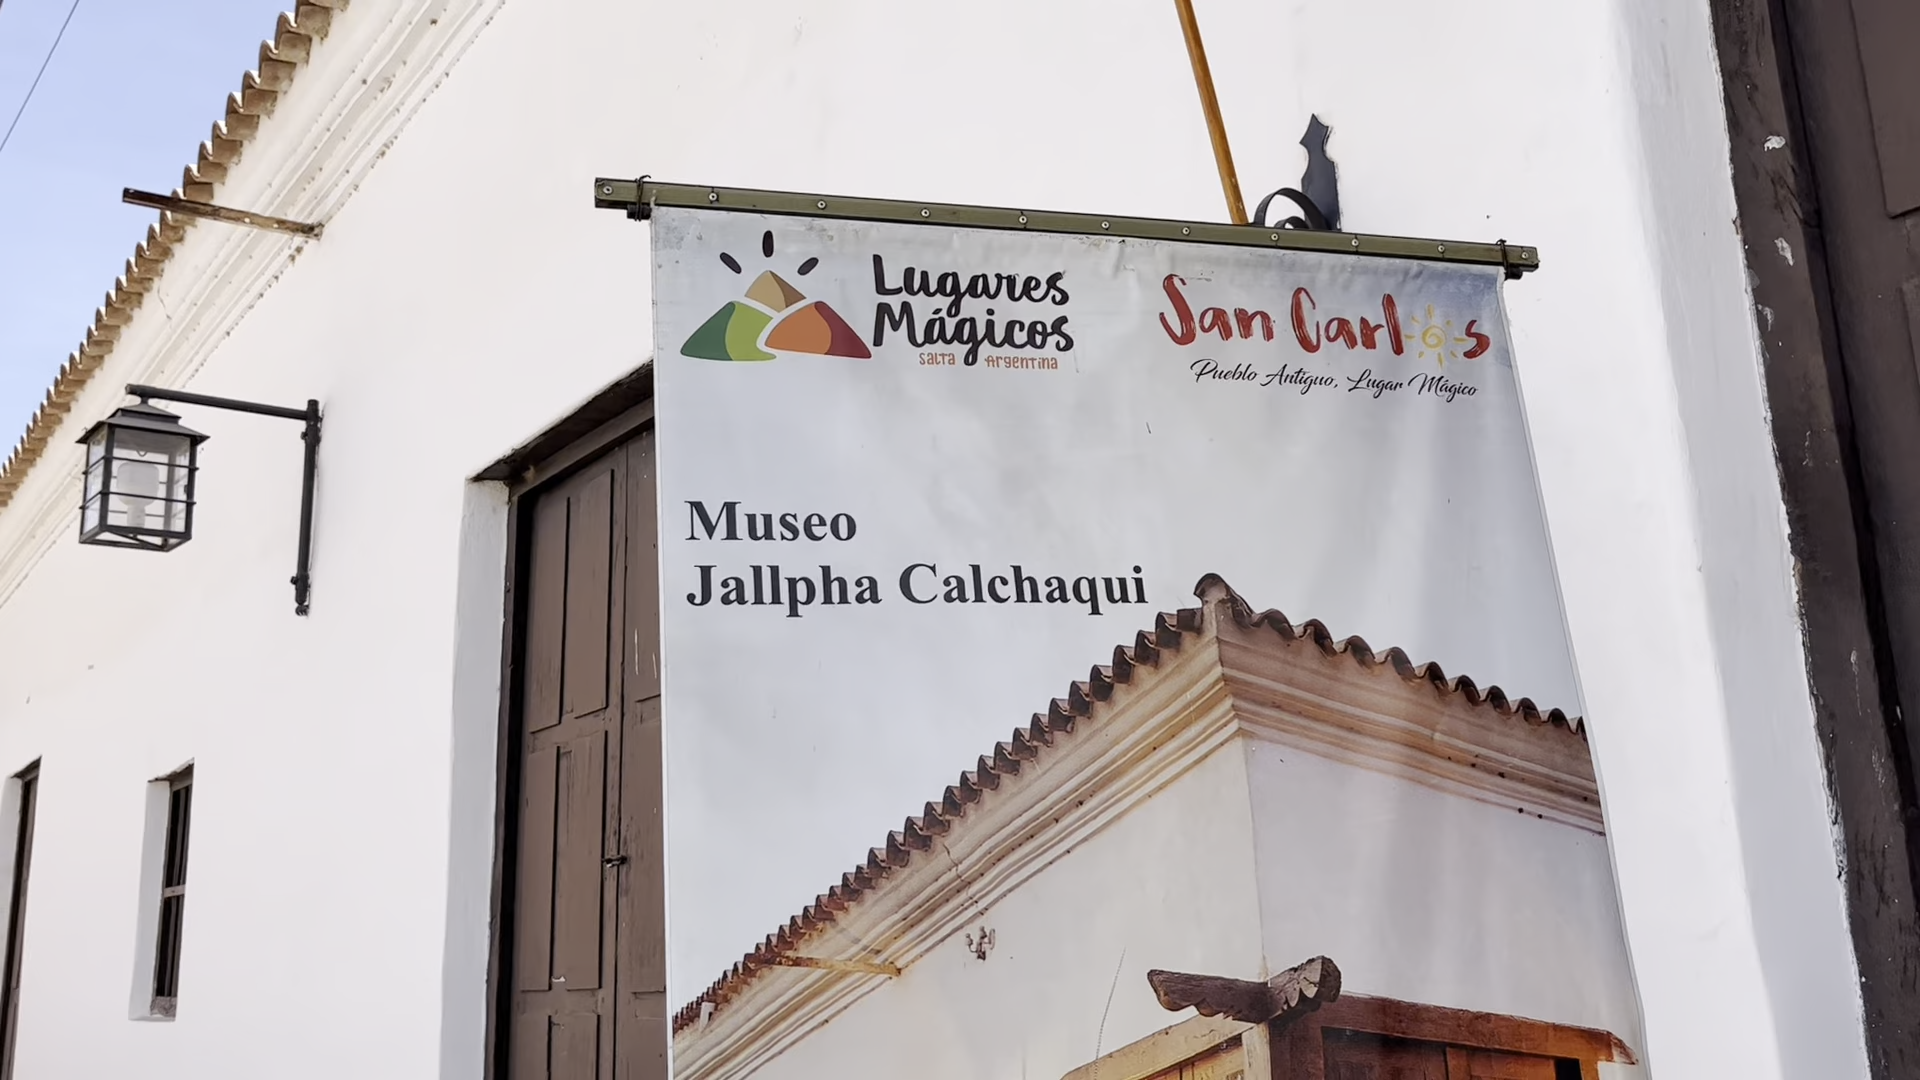 Lugares
Mágicos
Salta Argentina
San Carlos
Pueblo Antiguo, Lugar Mágico
Museo
Jallpha Calchaqui